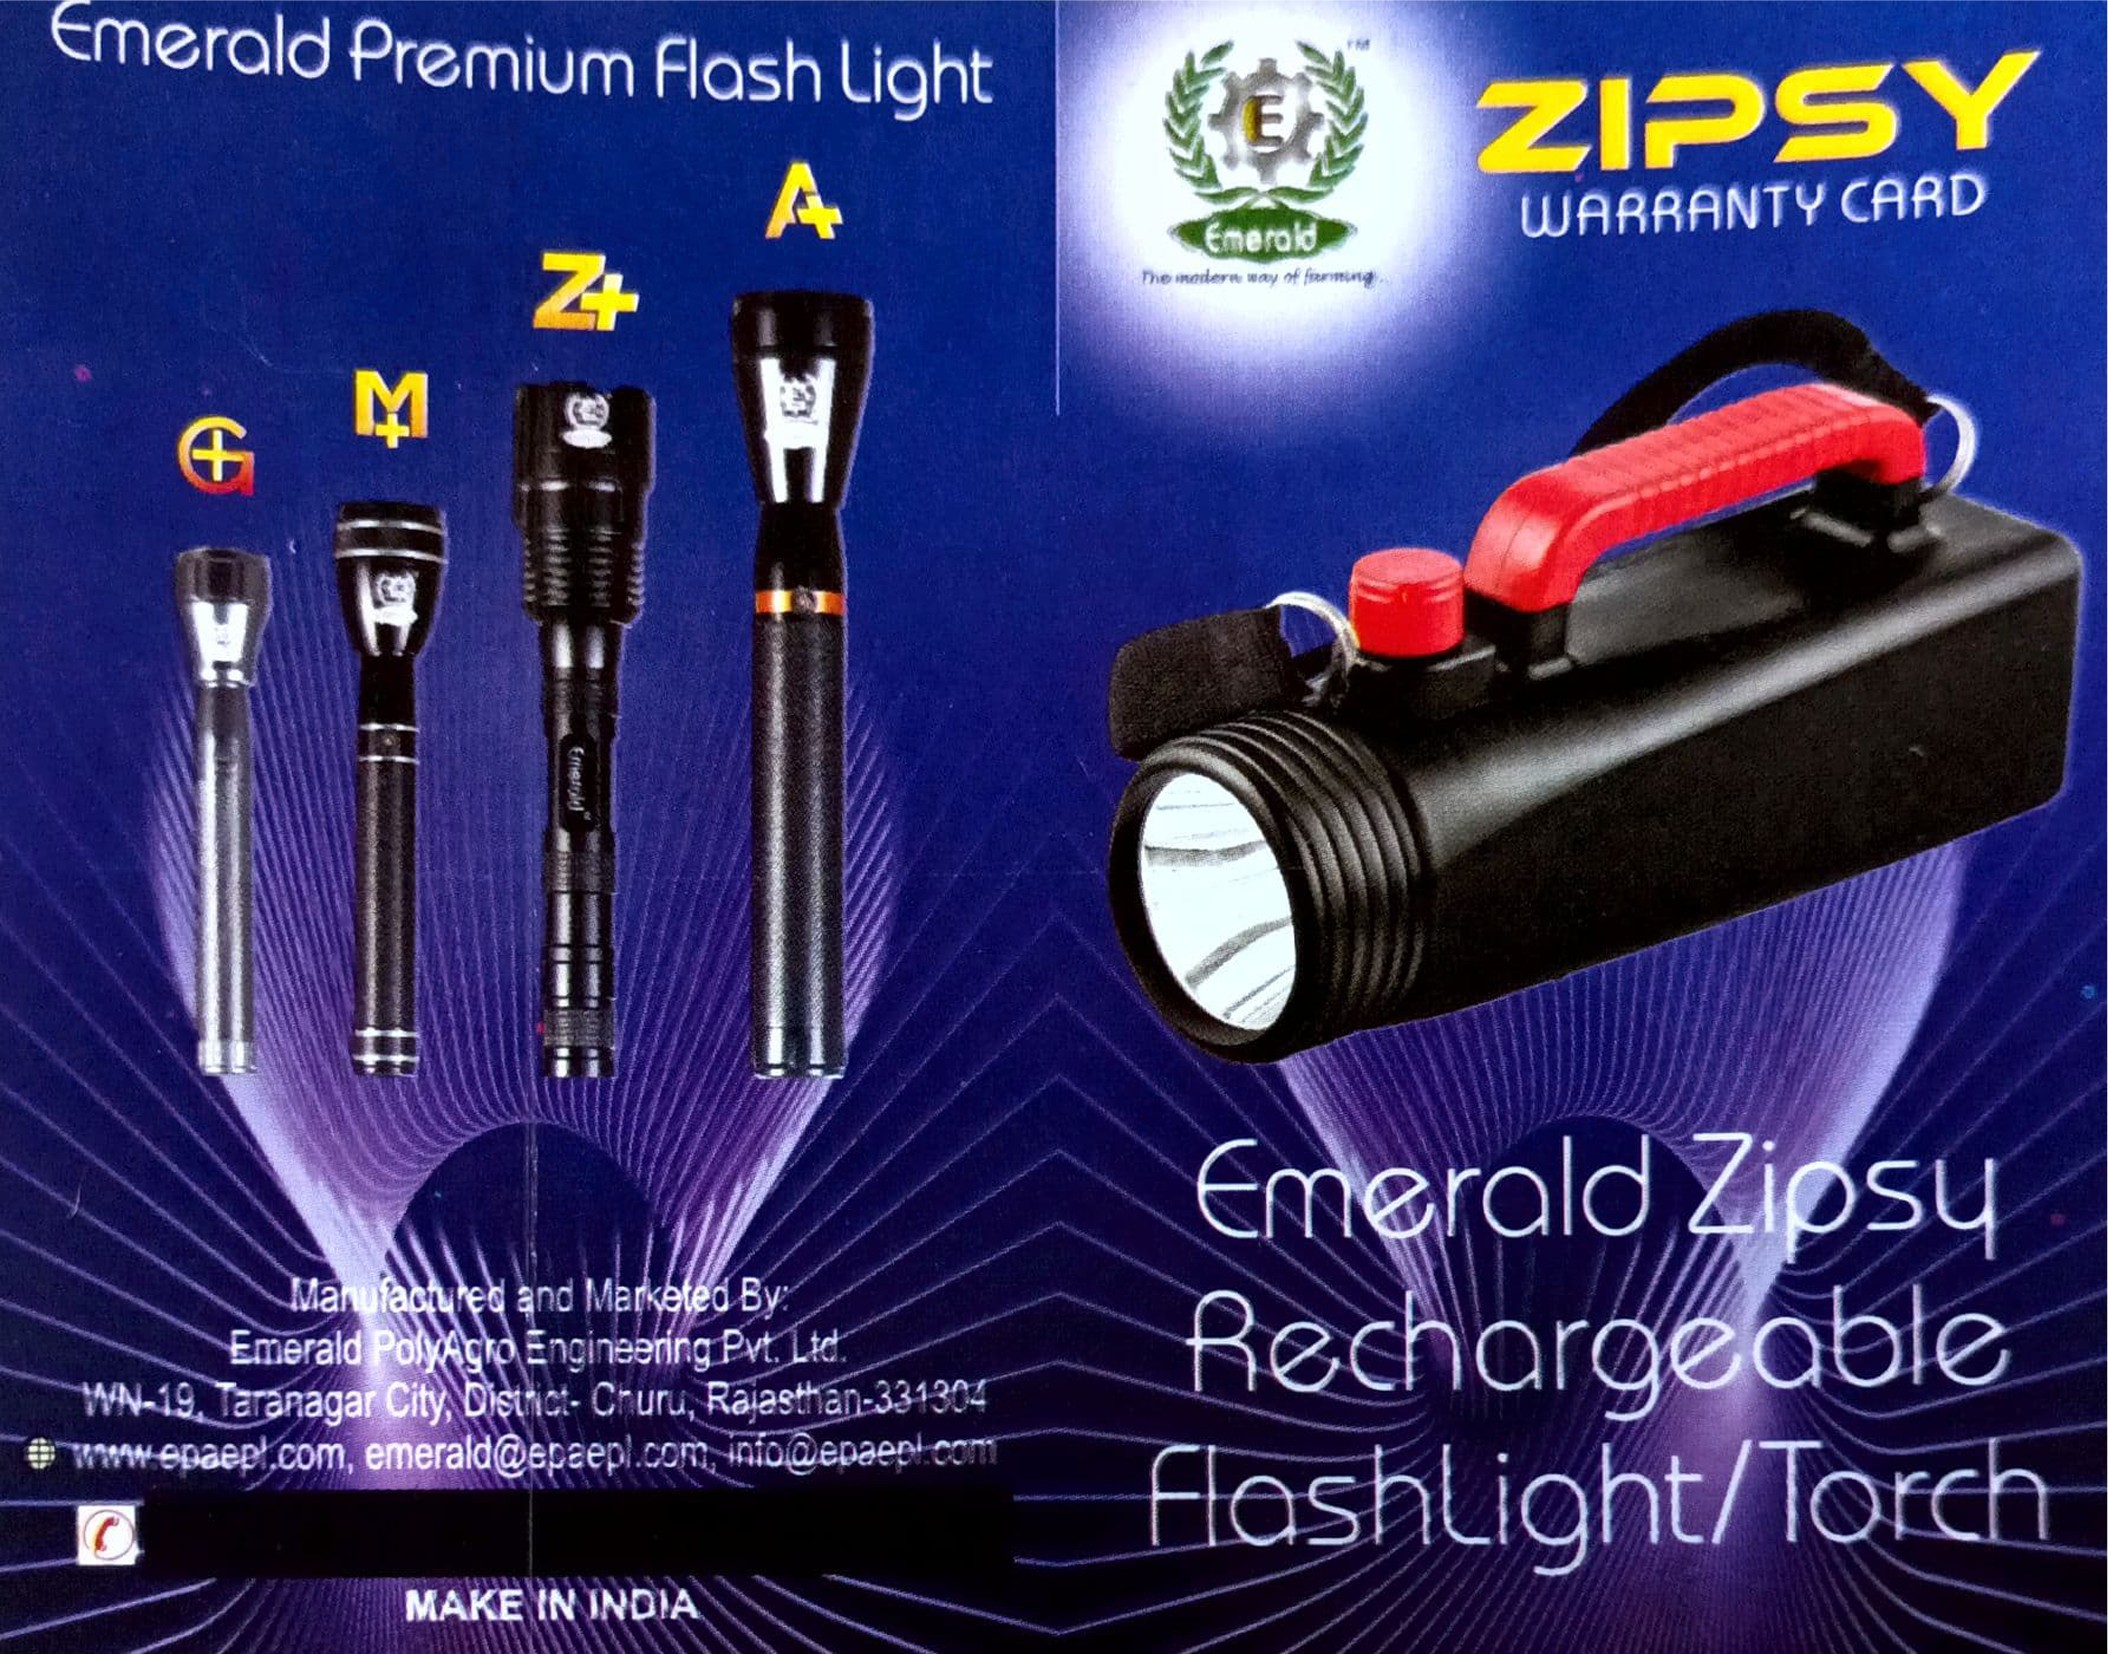 Emerald Premium Flash Light
G+
M+
Z+
A+
Emerald
Manufactured and Marketed By:
Emerald PolyAgro Engineering Pvt. Ltd.
WN-19, Taranagar City, District- Churu, Rajasthan-331304
www.epaepl.com, emerald@epaepl.com, info@epaepl.com
MAKE IN INDIA
TM
E
Emerald
The modern way of farming..
ZIPSY
WARRANTY CARD
Emerald Zipsy
Rechargeable
FlashLight/Torch